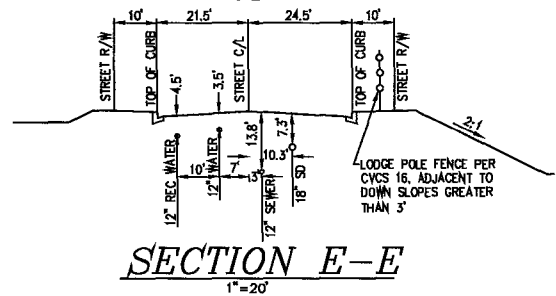 10' 21.5' 24.5' 10'
STREET R/W
TOP OF CURB
STREET C/L
TOP OF CURB
STREET R/W
4.5'
3.5'
13.8'
7.3'
2:1
10.3'
10'
7'
3'
12" REC WATER
12" WATER
12" SEWER
18" SD
LODGE POLE FENCE PER
CVCS 16, ADJACENT TO
DOWN SLOPES GREATER
THAN 3'
SECTION E-E
1"=20'